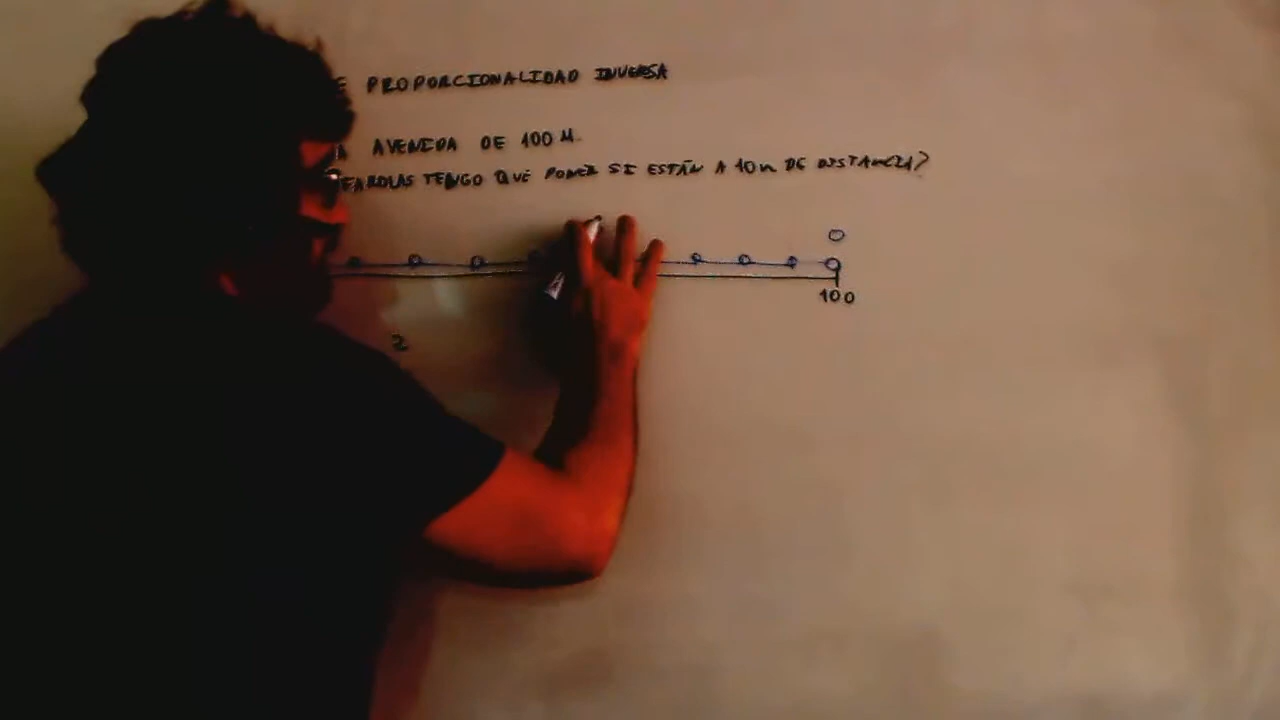 E PROPORCIONALIDAD INVERSA
A AVENIDA DE 100 M.
FAROLAS TENGO QUE PONER SI ESTÁN A 10m DE DISTANCIA?
100
2